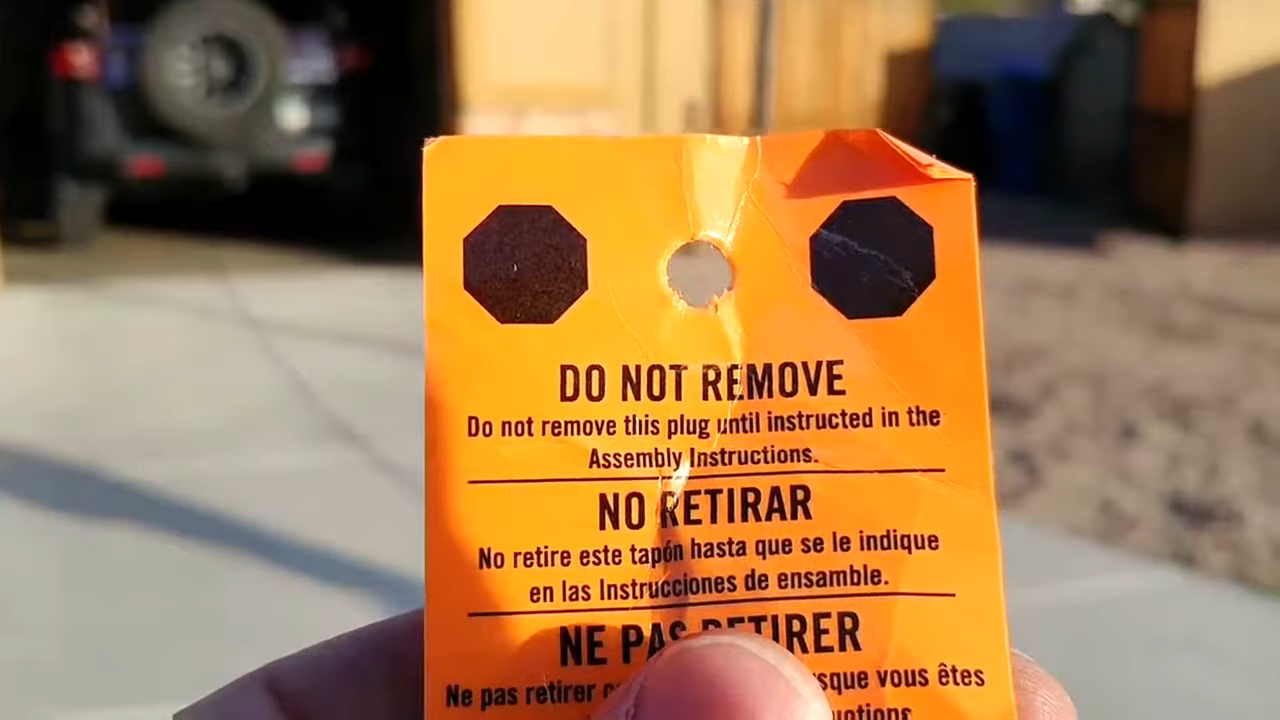 DO NOT REMOVE
Do not remove this plug until instructed in the
Assembly Instructions.
NO RETIRAR
No retire este tapón hasta que se le indique
en las Instrucciones de ensamble.
NE PAS RETIRER
Ne pas retirer vous êtes